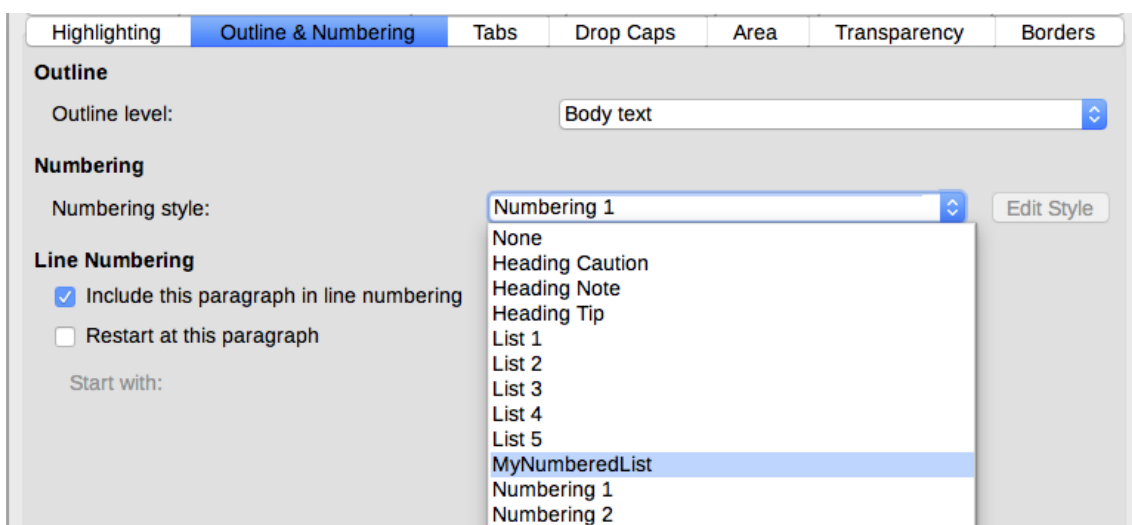 Highlighting Outline & Numbering Tabs Drop Caps Area Transparency Borders
Outline
Outline level: Body text
Numbering
Numbering style: Numbering 1 Edit Style
None
Heading Caution
Heading Note
Heading Tip
List 1
List 2
List 3
List 4
List 5
MyNumberedList
Numbering 1
Numbering 2
Line Numbering
Include this paragraph in line numbering
Restart at this paragraph
Start with: